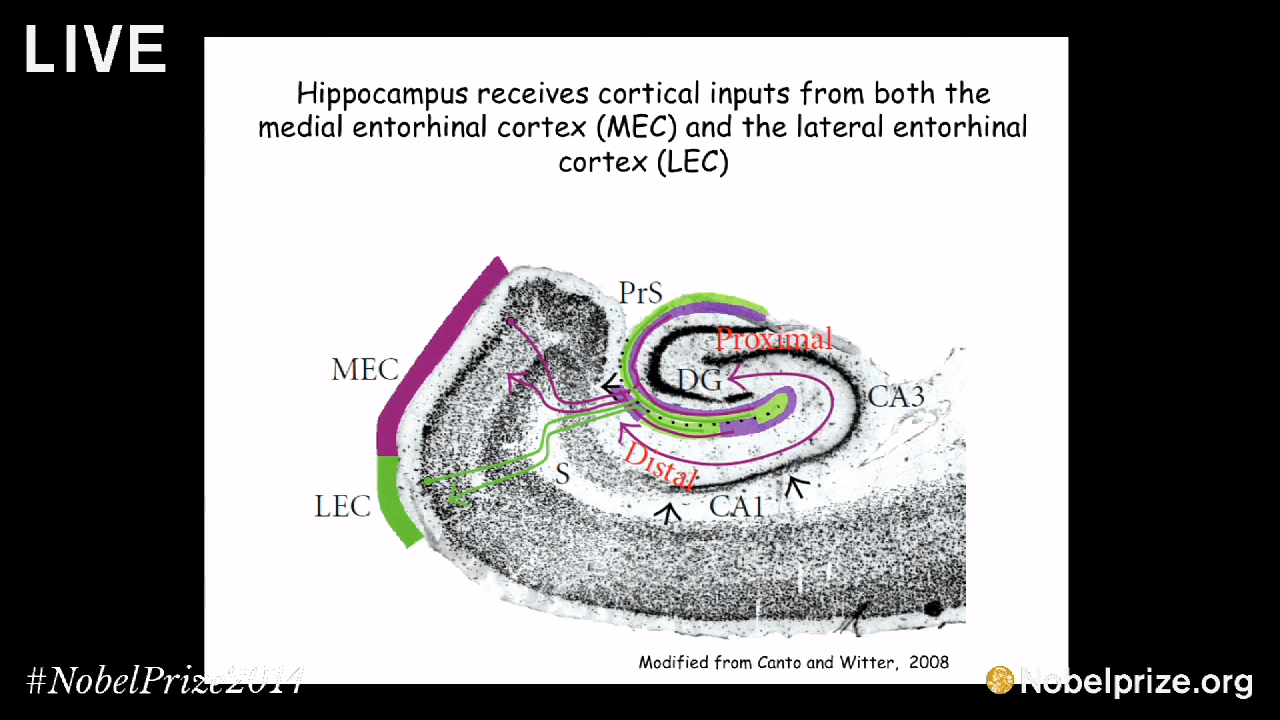 LIVE
Hippocampus receives cortical inputs from both the
medial entorhinal cortex (MEC) and the lateral entorhinal
cortex (LEC)
PrS
Proximal
MEC
DG
CA3
Distal
S
LEC
CA1
Modified from Canto and Witter, 2008
#NobelPrize2014
Nobelprize.org